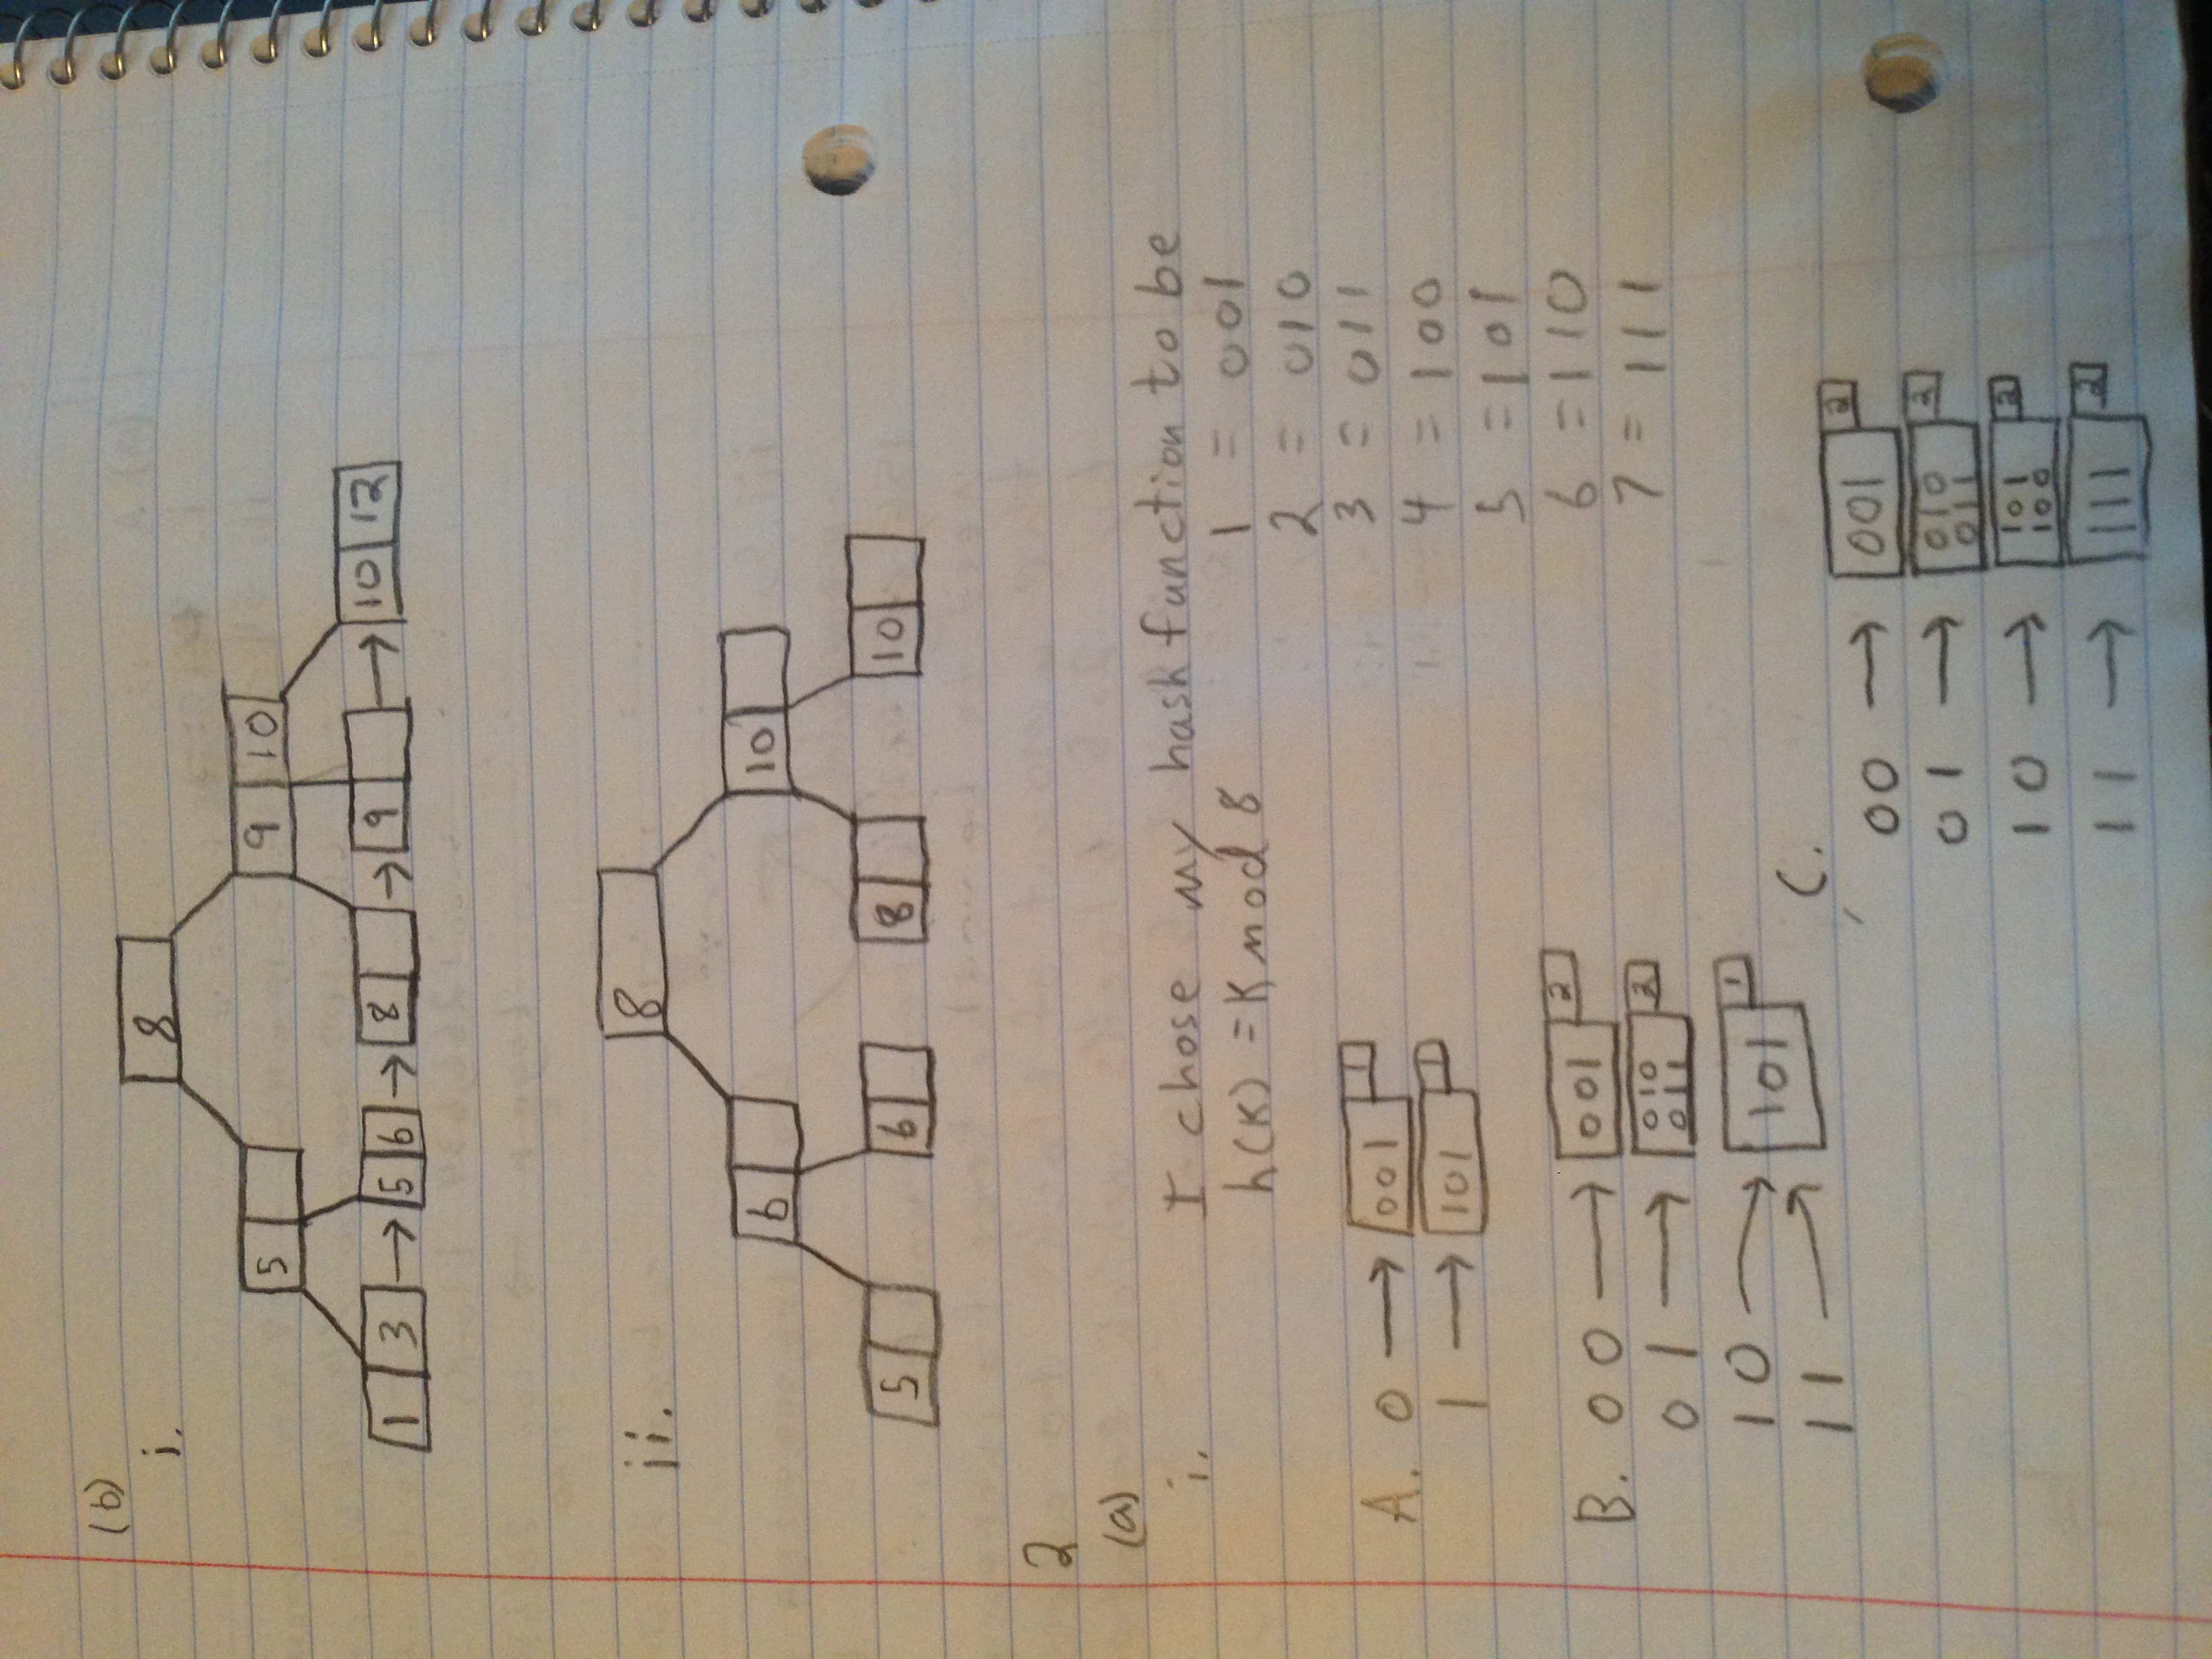 (b)
i.
8
5 9 10
1 3 → 5 6 → 8 → 9 → 10 12
ii.
8
6 10
5 6 8 10
2
(a)
i. I chose my hash function to be
h(K) = K mod 8
1 = 001
2 = 010
3 = 011
4 = 100
5 = 101
6 = 110
7 = 111
A. 0 → 001 1
1 → 101 1
B. 00 → 001 2
01 → 010 2
011
10 → 101 1
11 →
C.
00 → 001 2
01 → 010 2
011
10 → 101 2
100
11 → 111 2